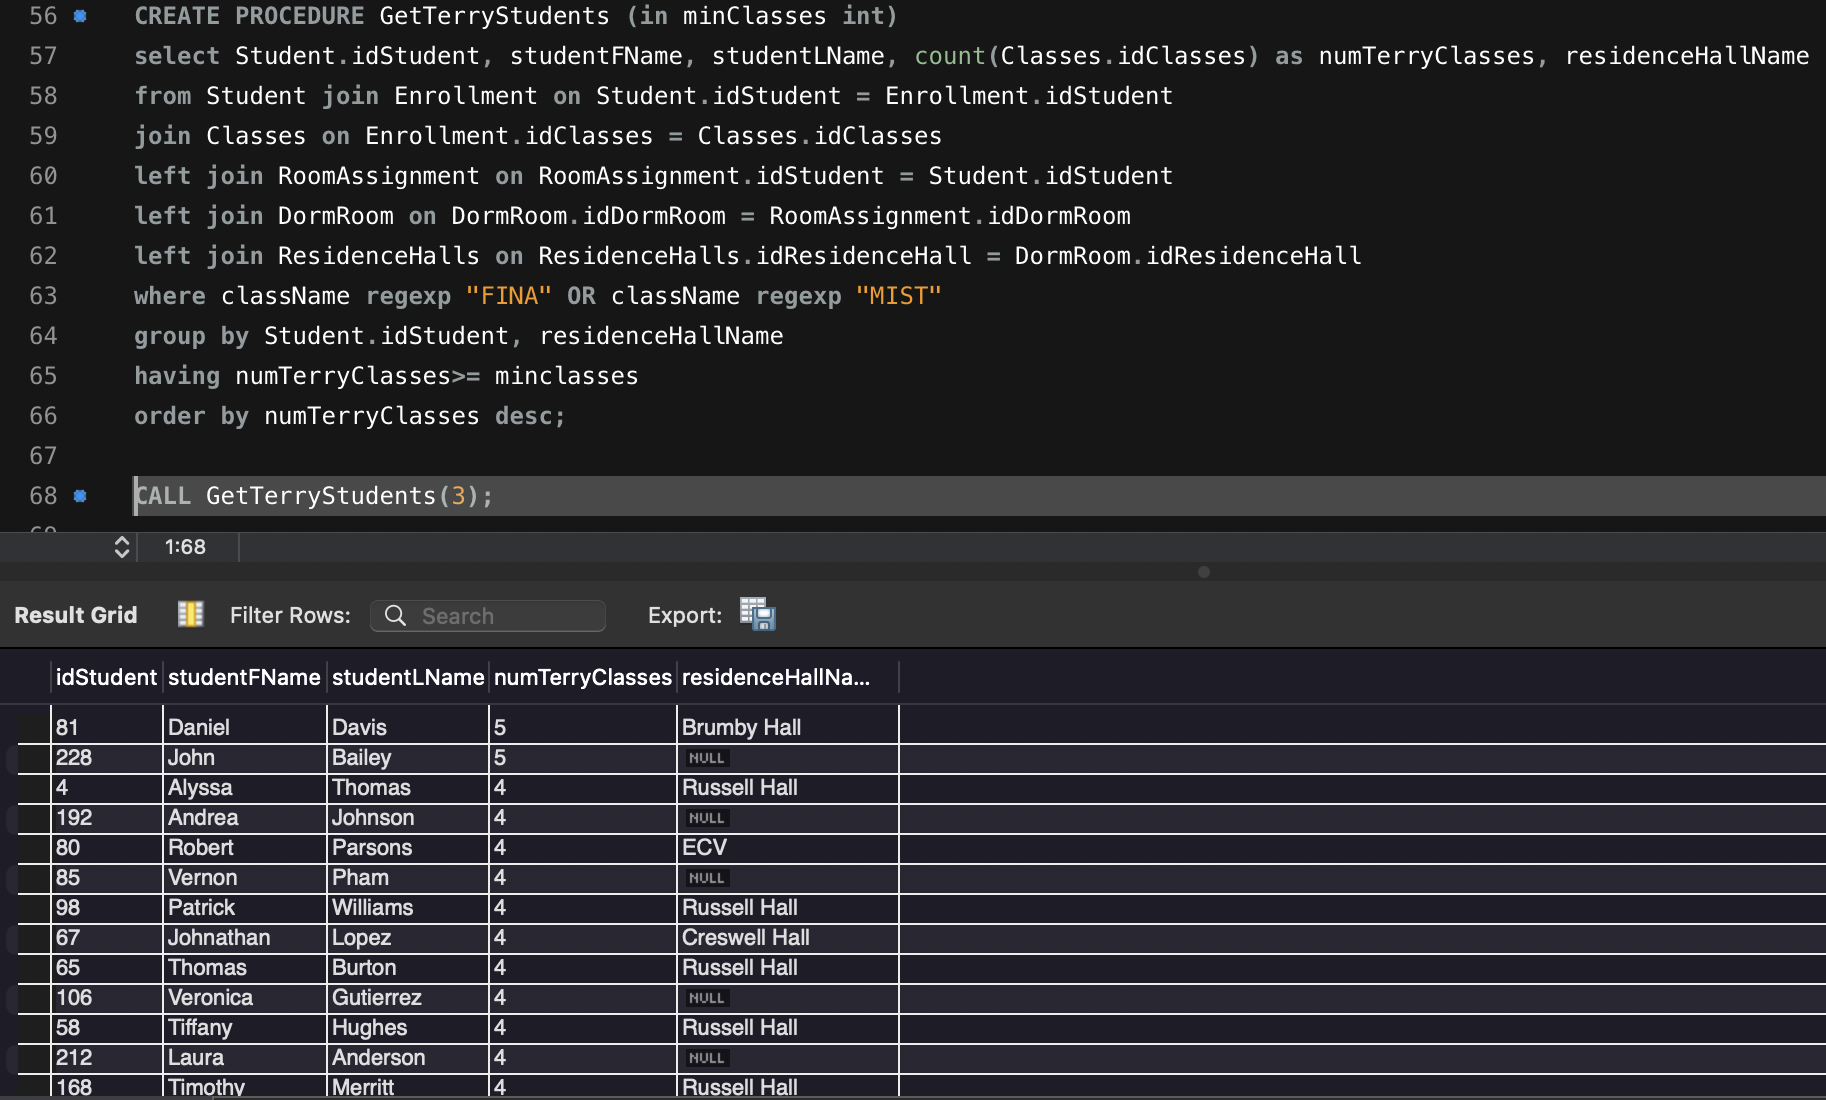 56 CREATE PROCEDURE GetTerryStudents (in minClasses int)
57 select Student.idStudent, studentFName, studentLName, count(Classes.idClasses) as numTerryClasses, residenceHallName
58 from Student join Enrollment on Student.idStudent = Enrollment.idStudent
59 join Classes on Enrollment.idClasses = Classes.idClasses
60 left join RoomAssignment on RoomAssignment.idStudent = Student.idStudent
61 left join DormRoom on DormRoom.idDormRoom = RoomAssignment.idDormRoom
62 left join ResidenceHalls on ResidenceHalls.idResidenceHall = DormRoom.idResidenceHall
63 where className regexp "FINA" OR className regexp "MIST"
64 group by Student.idStudent, residenceHallName
65 having numTerryClasses>= minclasses
66 order by numTerryClasses desc;
67
68 CALL GetTerryStudents(3);
1:68
Result Grid Filter Rows: Search Export:
idStudent studentFName studentLName numTerryClasses residenceHallNa...
81 Daniel Davis 5 Brumby Hall
228 John Bailey 5 NULL
4 Alyssa Thomas 4 Russell Hall
192 Andrea Johnson 4 NULL
80 Robert Parsons 4 ECV
85 Vernon Pham 4 NULL
98 Patrick Williams 4 Russell Hall
67 Johnathan Lopez 4 Creswell Hall
65 Thomas Burton 4 Russell Hall
106 Veronica Gutierrez 4 NULL
58 Tiffany Hughes 4 Russell Hall
212 Laura Anderson 4 NULL
168 Timothy Merritt 4 Russell Hall